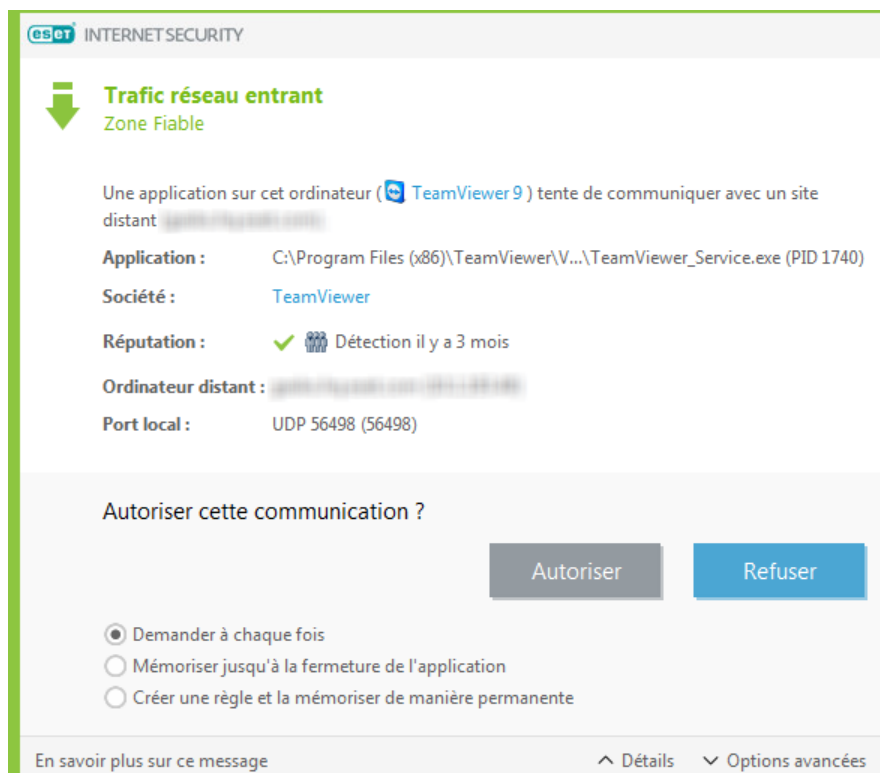 eset INTERNET SECURITY
Trafic réseau entrant
Zone Fiable
Une application sur cet ordinateur ( TeamViewer 9 ) tente de communiquer avec un site
distant
Application : C:\Program Files (x86)\TeamViewer\V...\TeamViewer_Service.exe (PID 1740)
Société : TeamViewer
Réputation : Détection il y a 3 mois
Ordinateur distant :
Port local : UDP 56498 (56498)
Autoriser cette communication ?
Autoriser Refuser
Demander à chaque fois
Mémoriser jusqu'à la fermeture de l'application
Créer une règle et la mémoriser de manière permanente
En savoir plus sur ce message Détails Options avancées